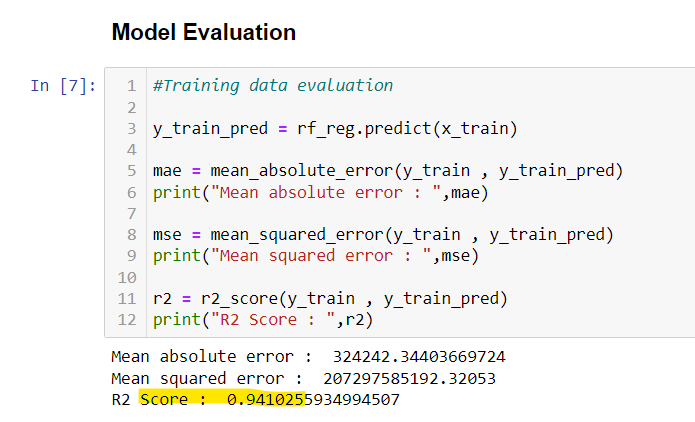 Model Evaluation
In [7]:
1 #Training data evaluation
2
3 y_train_pred = rf_reg.predict(x_train)
4
5 mae = mean_absolute_error(y_train , y_train_pred)
6 print("Mean absolute error : ",mae)
7
8 mse = mean_squared_error(y_train , y_train_pred)
9 print("Mean squared error : ",mse)
10
11 r2 = r2_score(y_train , y_train_pred)
12 print("R2 Score : ",r2)
Mean absolute error :  324242.34403669724
Mean squared error :  207297585192.32053
R2 Score :  0.9410255934994507